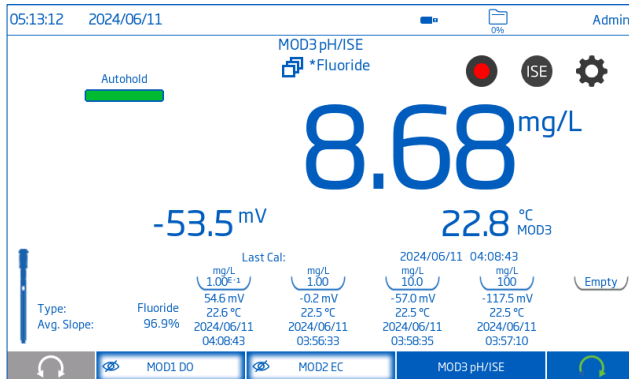 05:13:12 2024/06/11 0% Admin
MOD3 pH/ISE
*Fluoride
Autohold
ISE
8.68 mg/L
-53.5 mV 22.8 °C MOD3
Last Cal: 2024/06/11 04:08:43
mg/L mg/L mg/L mg/L
1.00E-1 1.00 10.0 100 Empty
54.6 mV -0.2 mV -57.0 mV -117.5 mV
Type: Fluoride 22.6 °C 22.5 °C 22.5 °C 22.5 °C
Avg. Slope: 96.9% 2024/06/11 2024/06/11 2024/06/11 2024/06/11
04:08:43 03:56:33 03:58:35 03:57:10
MOD1 DO MOD2 EC MOD3 pH/ISE